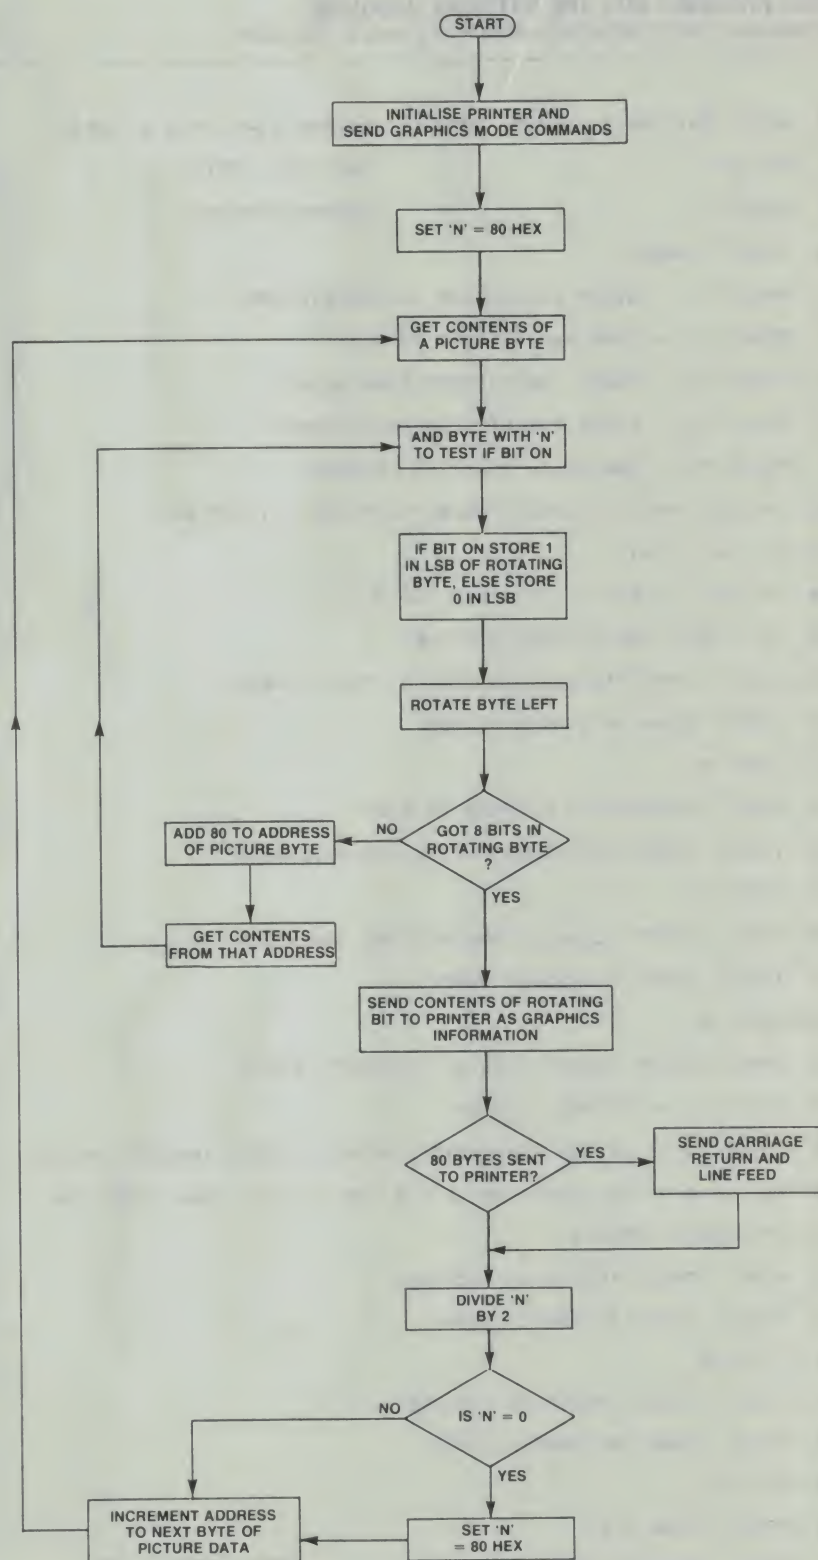 START
INITIALISE PRINTER AND
SEND GRAPHICS MODE COMMANDS
SET 'N' = 80 HEX
GET CONTENTS OF
A PICTURE BYTE
AND BYTE WITH 'N'
TO TEST IF BIT ON
IF BIT ON STORE 1
IN LSB OF ROTATING
BYTE, ELSE STORE
0 IN LSB
ROTATE BYTE LEFT
GOT 8 BITS IN
ROTATING BYTE
?
NO
YES
ADD 80 TO ADDRESS
OF PICTURE BYTE
GET CONTENTS
FROM THAT ADDRESS
SEND CONTENTS OF ROTATING
BIT TO PRINTER AS GRAPHICS
INFORMATION
80 BYTES SENT
TO PRINTER?
YES
SEND CARRIAGE
RETURN AND
LINE FEED
DIVIDE 'N'
BY 2
IS 'N' = 0
NO
YES
SET 'N'
= 80 HEX
INCREMENT ADDRESS
TO NEXT BYTE OF
PICTURE DATA